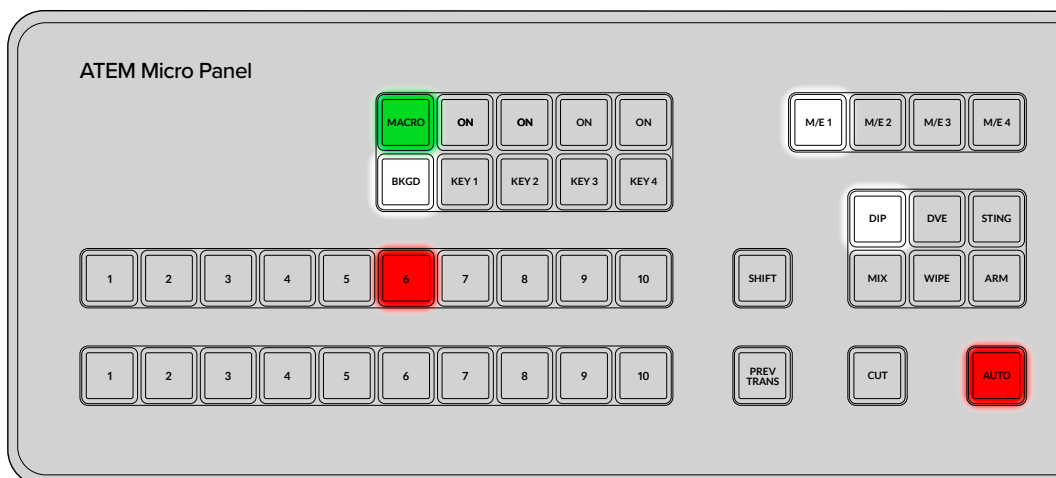 ATEM Micro Panel
MACRO ON ON ON ON
M/E 1 M/E 2 M/E 3 M/E 4
BKGD KEY 1 KEY 2 KEY 3 KEY 4
DIP DVE STING
1 2 3 4 5 6 7 8 9 10
SHIFT
MIX WIPE ARM
1 2 3 4 5 6 7 8 9 10
PREV
TRANS
CUT
AUTO